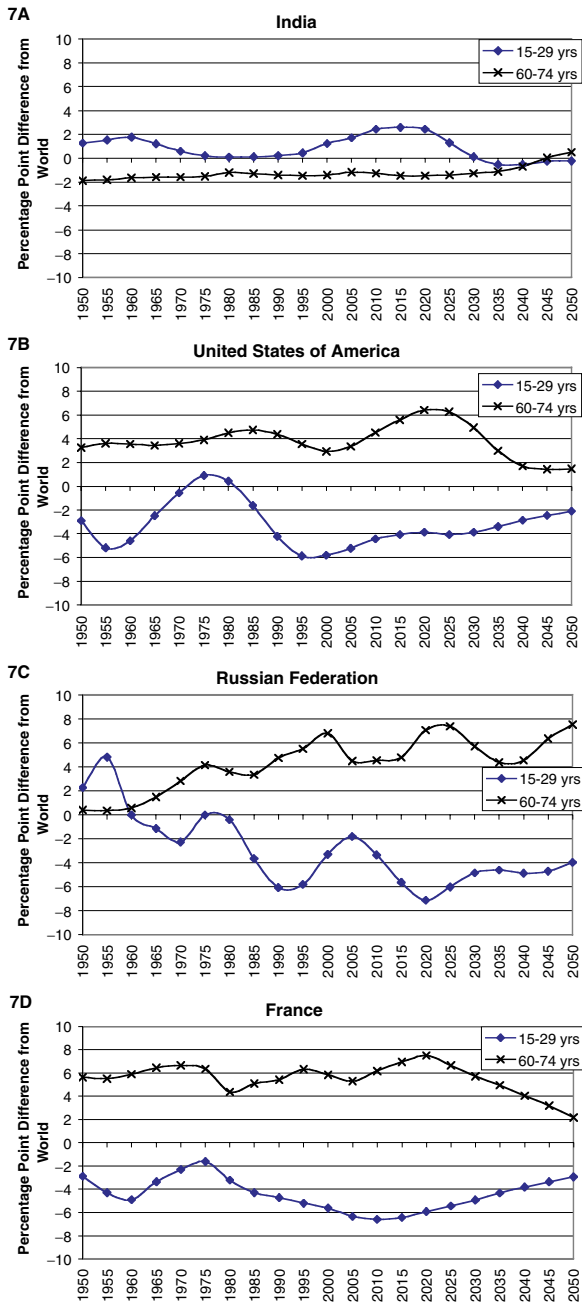 7A
India
Percentage Point Difference from
World
10
8
6
4
2
0
−2
−4
−6
−8
−10
15-29 yrs
60-74 yrs
1950 1955 1960 1965 1970 1975 1980 1985 1990 1995 2000 2005 2010 2015 2020 2025 2030 2035 2040 2045 2050
7B
United States of America
Percentage Point Difference from
World
10
8
6
4
2
0
−2
−4
−6
−8
−10
15-29 yrs
60-74 yrs
1950 1955 1960 1965 1970 1975 1980 1985 1990 1995 2000 2005 2010 2015 2020 2025 2030 2035 2040 2045 2050
7C
Russian Federation
Percentage Point Difference from
World
10
8
6
4
2
0
−2
−4
−6
−8
−10
15-29 yrs
60-74 yrs
1950 1955 1960 1965 1970 1975 1980 1985 1990 1995 2000 2005 2010 2015 2020 2025 2030 2035 2040 2045 2050
7D
France
Percentage Point Difference from
World
10
8
6
4
2
0
−2
−4
−6
−8
−10
15-29 yrs
60-74 yrs
1950 1955 1960 1965 1970 1975 1980 1985 1990 1995 2000 2005 2010 2015 2020 2025 2030 2035 2040 2045 2050